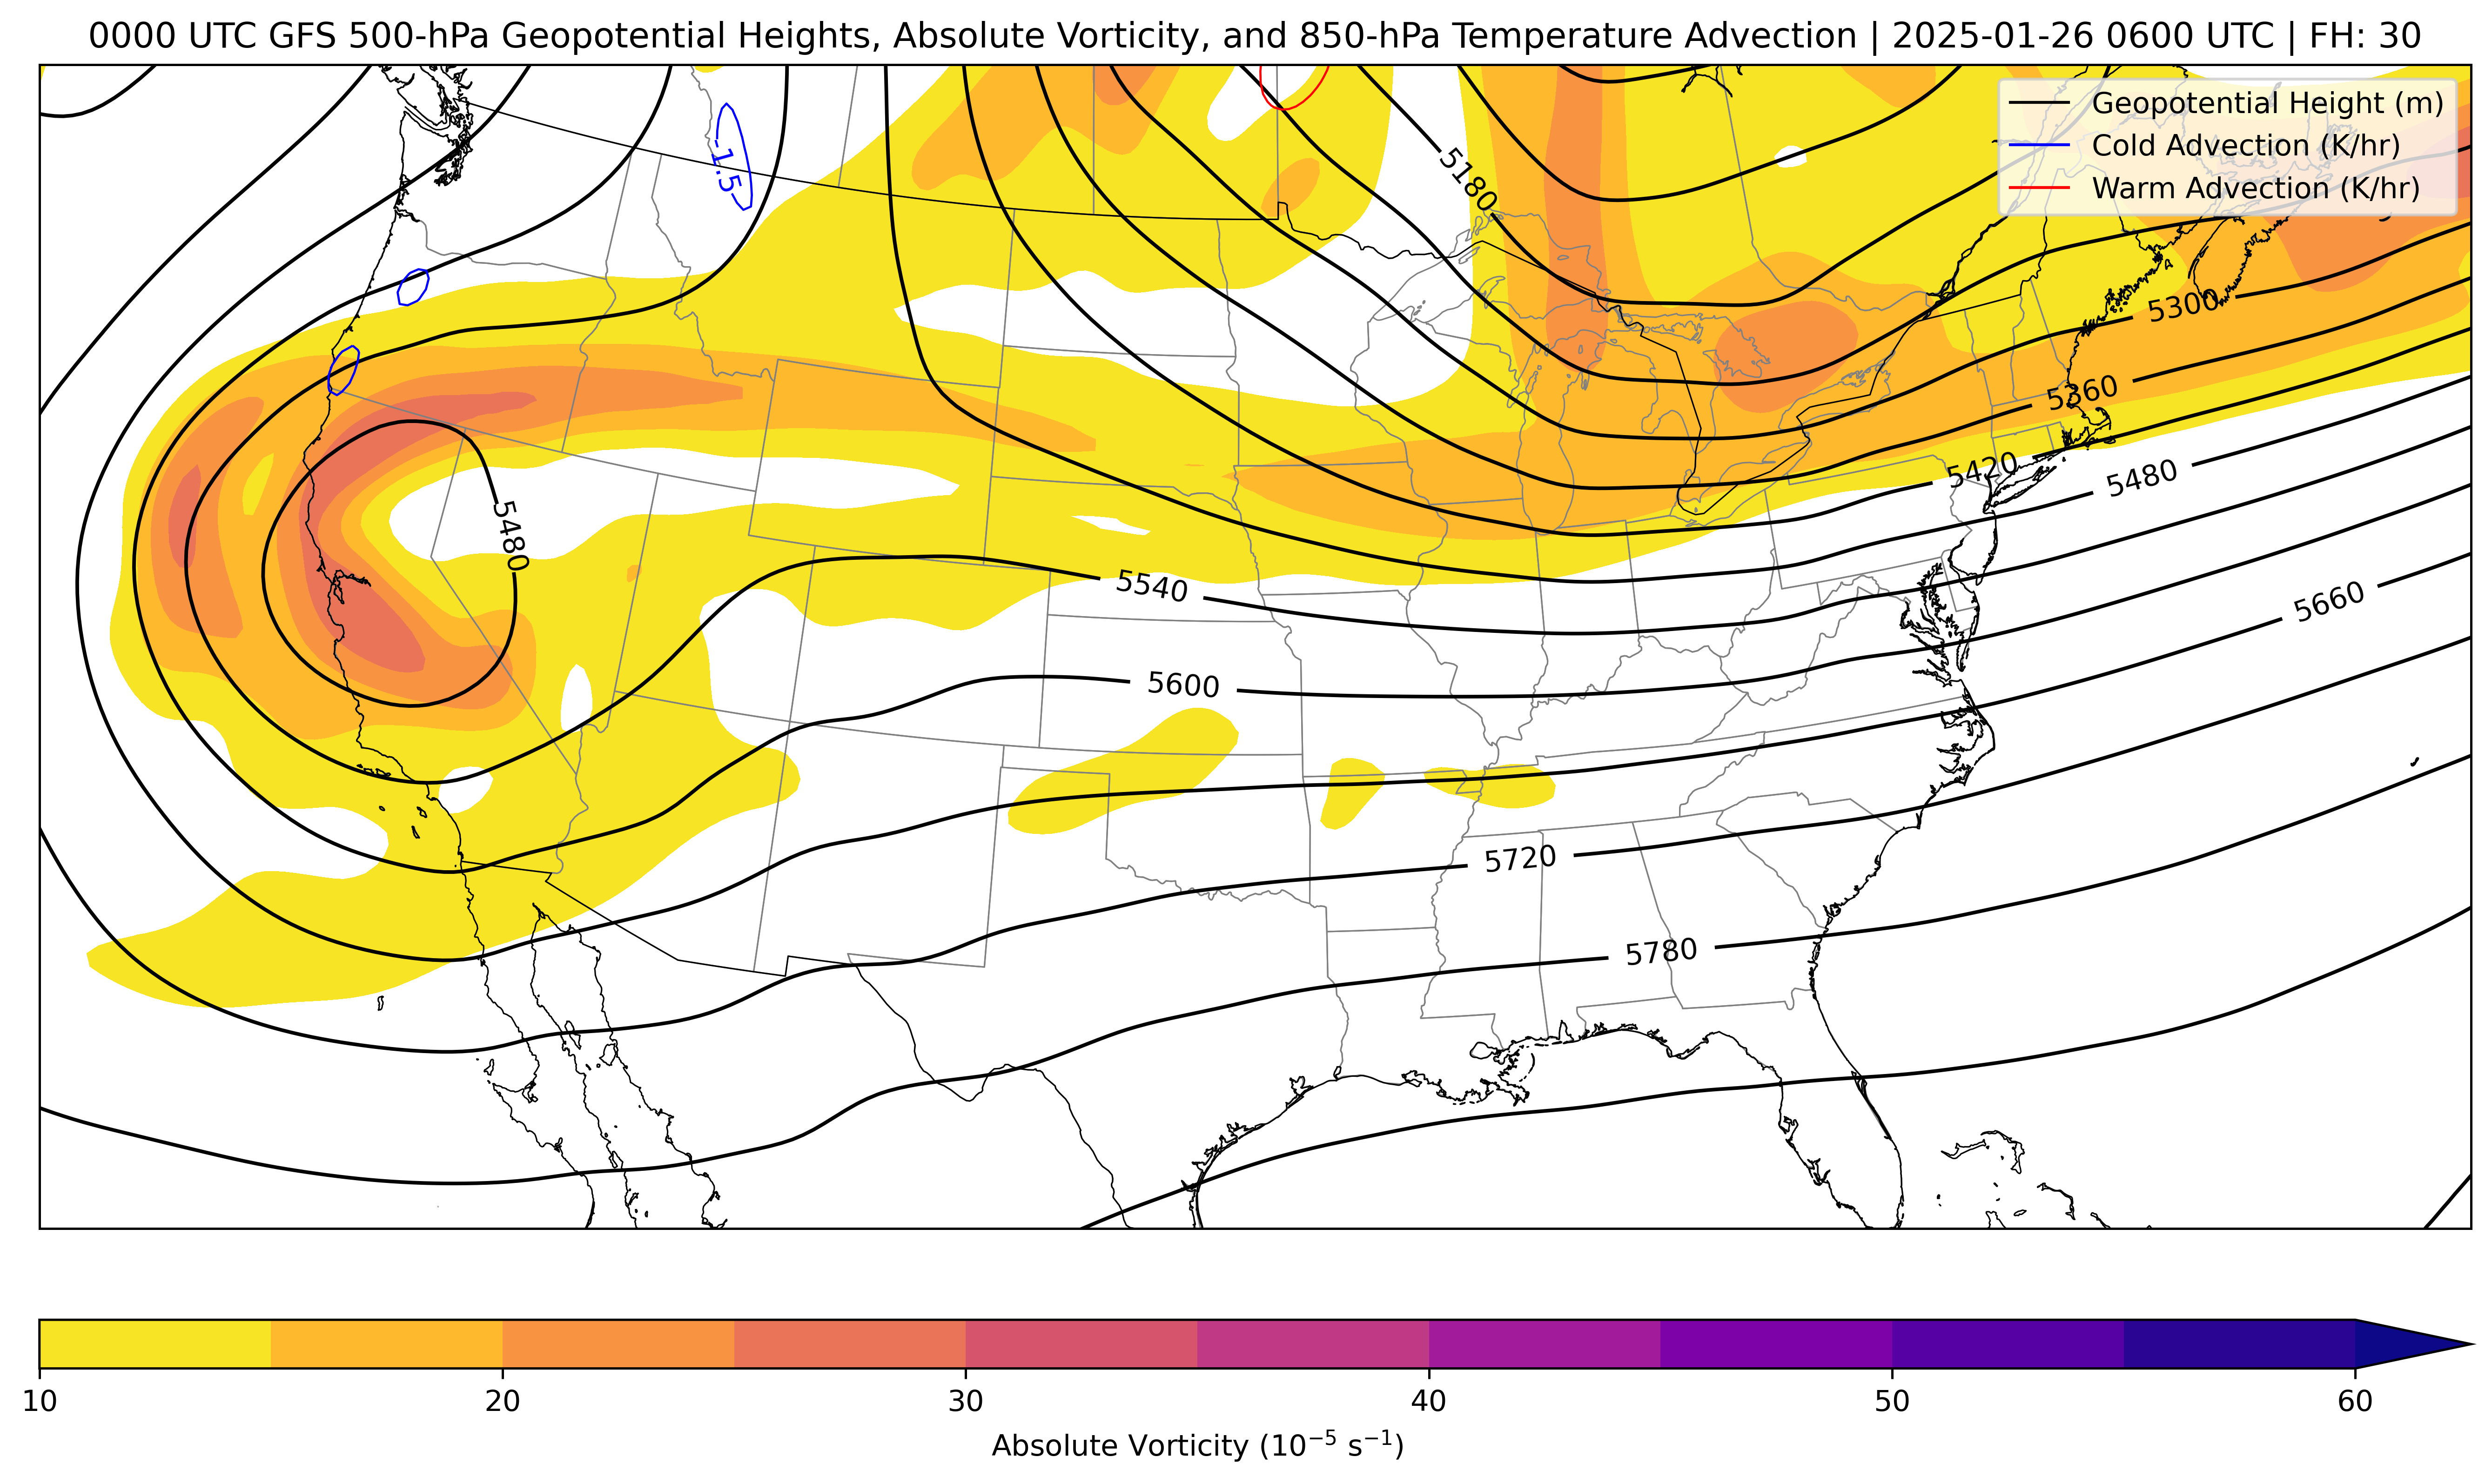 0000 UTC GFS 500-hPa Geopotential Heights, Absolute Vorticity, and 850-hPa Temperature Advection | 2025-01-26 0600 UTC | FH: 30
Geopotential Height (m)
Cold Advection (K/hr)
Warm Advection (K/hr)
-1.5
5180
5300
5360
5420
5480
5480
5540
5660
5600
5720
5780
10 20 30 40 50 60
Absolute Vorticity (10⁻⁵ s⁻¹)